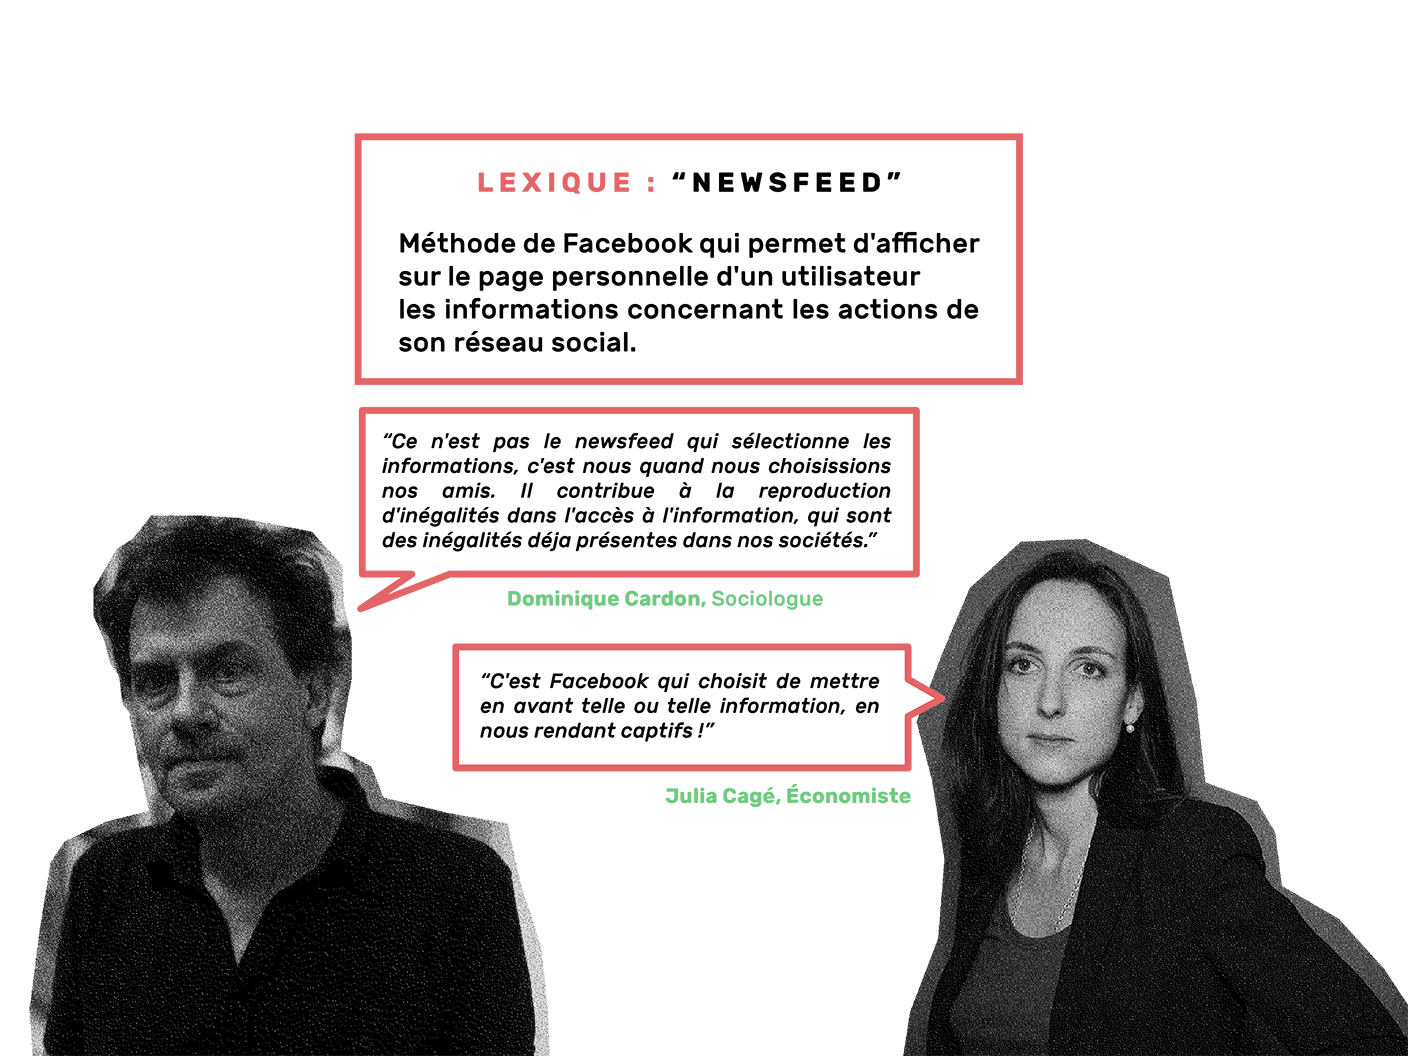 LEXIQUE : “NEWSFEED”
Méthode de Facebook qui permet d'afficher
sur le page personnelle d'un utilisateur
les informations concernant les actions de
son réseau social.
“Ce n'est pas le newsfeed qui sélectionne les
informations, c'est nous quand nous choisissions
nos amis. Il contribue à la reproduction
d'inégalités dans l'accès à l'information, qui sont
des inégalités déja présentes dans nos sociétés.”
Dominique Cardon, Sociologue
“C'est Facebook qui choisit de mettre
en avant telle ou telle information, en
nous rendant captifs !”
Julia Cagé, Économiste